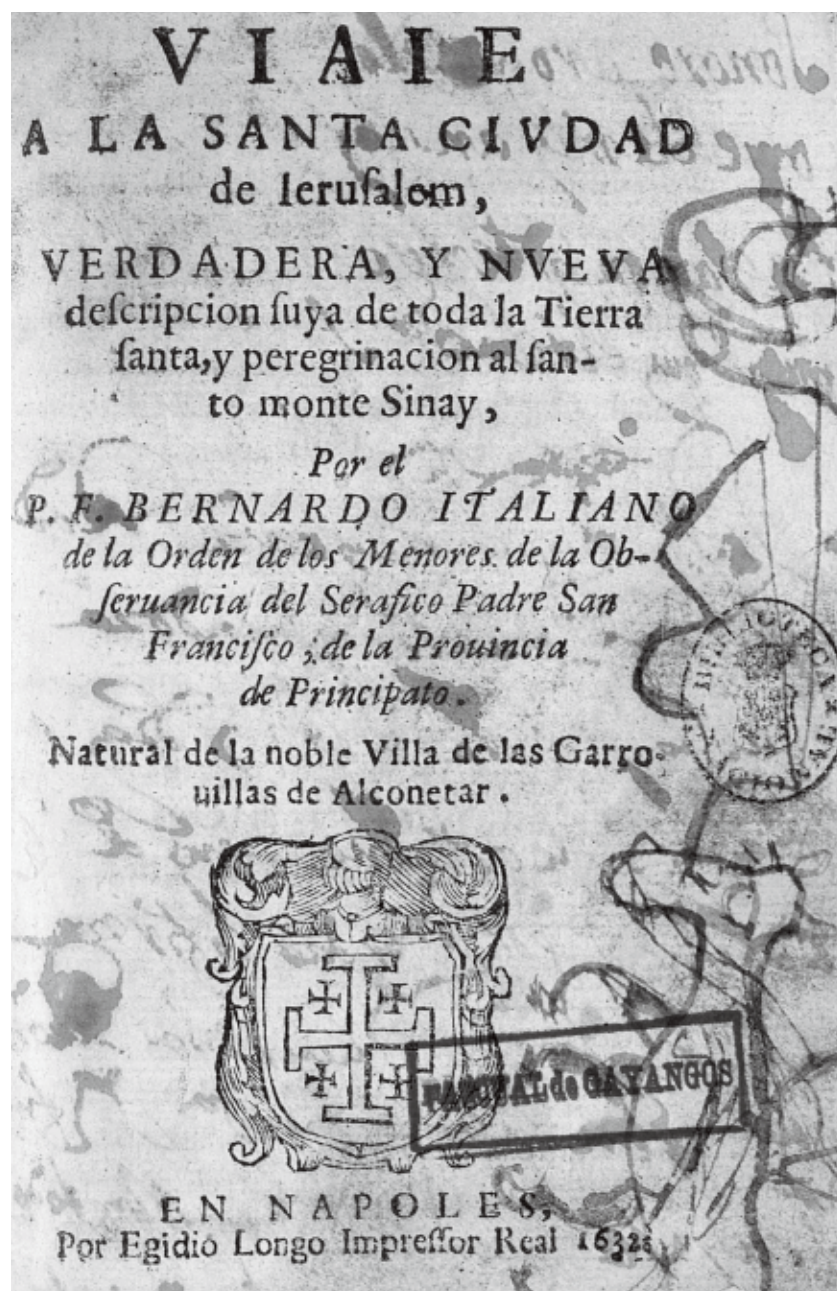 VIAIE
A LA SANTA CIVDAD
de Ieruſalem,
VERDADERA, Y NVEVA
deſcripcion ſuya de toda la Tierra
ſanta, y peregrinacion al ſan-
to monte Sinay,
Por el
P. F. BERNARDO ITALIANO
de la Orden de los Menores de la Ob-
ſeruancia del Serafico Padre San
Franciſco, de la Prouincia
de Principato.
Natural de la noble Villa de las Garro-
uillas de Alconetar.
BIBLIOTECA
PASCUAL de GAYANGOS
EN NAPOLES,
Por Egidio Longo Impreſſor Real 1632.